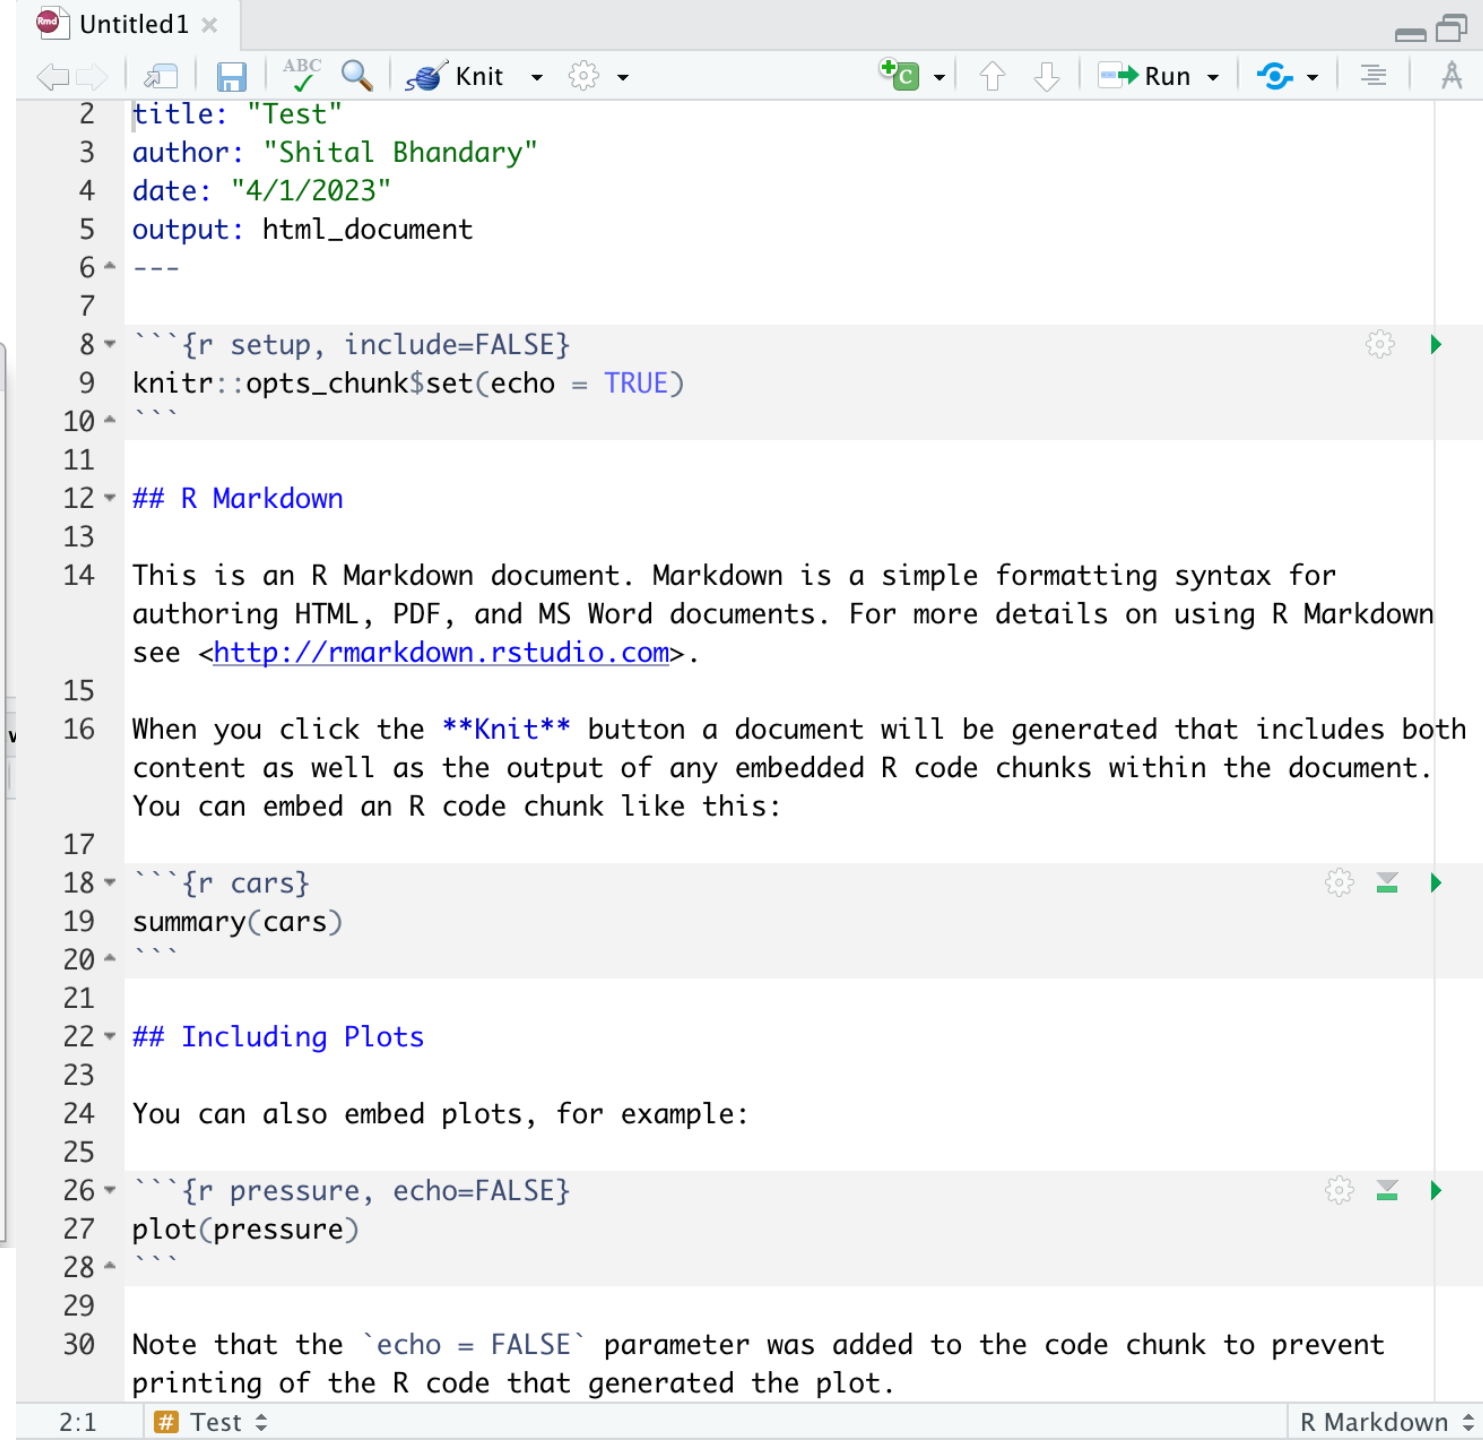 Untitled1
ABC
Knit
Run
2 title: "Test"
3 author: "Shital Bhandary"
4 date: "4/1/2023"
5 output: html_document
6 ---
7
8 ```{r setup, include=FALSE}
9 knitr::opts_chunk$set(echo = TRUE)
10 ```
11
12 ## R Markdown
13
14 This is an R Markdown document. Markdown is a simple formatting syntax for
authoring HTML, PDF, and MS Word documents. For more details on using R Markdown
see <http://rmarkdown.rstudio.com>.
15
16 When you click the **Knit** button a document will be generated that includes both
content as well as the output of any embedded R code chunks within the document.
You can embed an R code chunk like this:
17
18 ```{r cars}
19 summary(cars)
20 ```
21
22 ## Including Plots
23
24 You can also embed plots, for example:
25
26 ```{r pressure, echo=FALSE}
27 plot(pressure)
28 ```
29
30 Note that the `echo = FALSE` parameter was added to the code chunk to prevent
printing of the R code that generated the plot.
2:1 # Test R Markdown